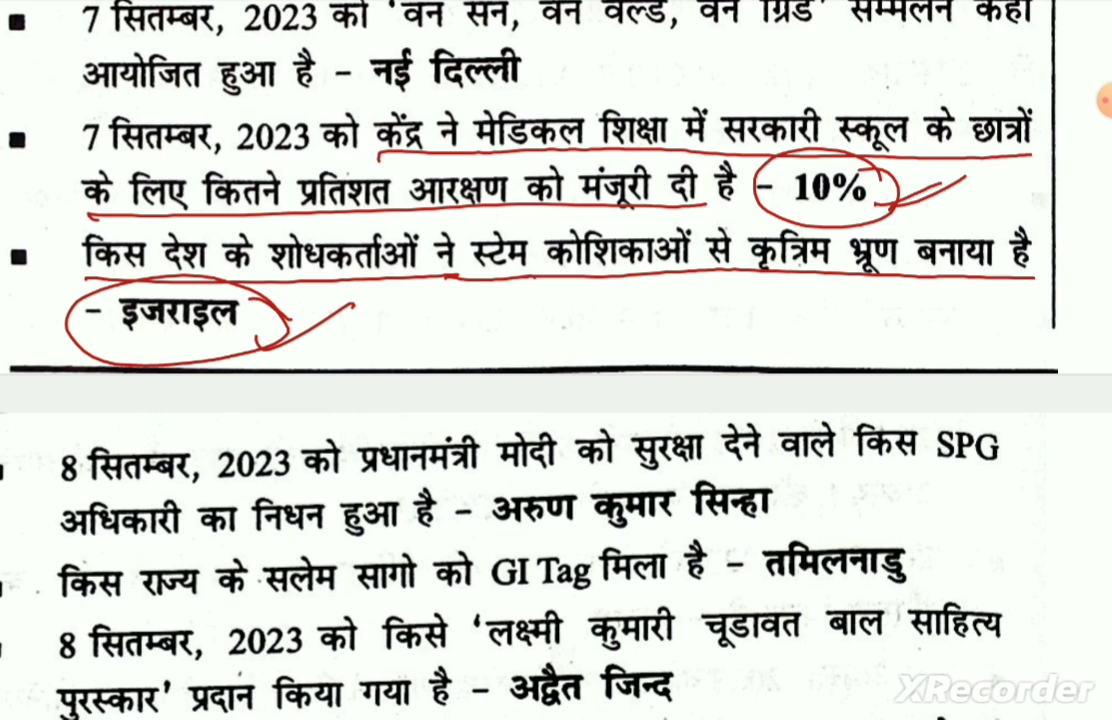 7 सितम्बर, 2023 को 'वन सन, वन वर्ल्ड, वन ग्रिड' सम्मेलन कहाँ
आयोजित हुआ है - नई दिल्ली
7 सितम्बर, 2023 को केंद्र ने मेडिकल शिक्षा में सरकारी स्कूल के छात्रों
के लिए कितने प्रतिशत आरक्षण को मंजूरी दी है - 10%
किस देश के शोधकर्ताओं ने स्टेम कोशिकाओं से कृत्रिम भ्रूण बनाया है
- इजराइल
8 सितम्बर, 2023 को प्रधानमंत्री मोदी को सुरक्षा देने वाले किस SPG
अधिकारी का निधन हुआ है - अरुण कुमार सिन्हा
किस राज्य के सलेम सागो को GI Tag मिला है - तमिलनाडु
8 सितम्बर, 2023 को किसे 'लक्ष्मी कुमारी चूडावत बाल साहित्य
पुरस्कार' प्रदान किया गया है - अद्वैत जिन्द
XRecorder